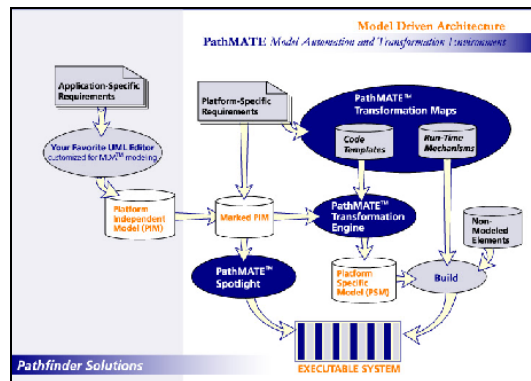 Model Driven Architecture
PathMATE Model Automation and Transformation Environment
Application-Specific
Requirements
Platform-Specific
Requirements
PathMATE™
Transformation Maps
Code
Templates
Run-Time
Mechanisms
Your Favorite UML Editor
customized for MDA™ modeling
Platform
Independent
Model (PIM)
Marked PIM
PathMATE™
Transformation
Engine
Non-
Modeled
Elements
PathMATE™
Spotlight
Platform
Specific
Model (PSM)
Build
EXECUTABLE SYSTEM
Pathfinder Solutions